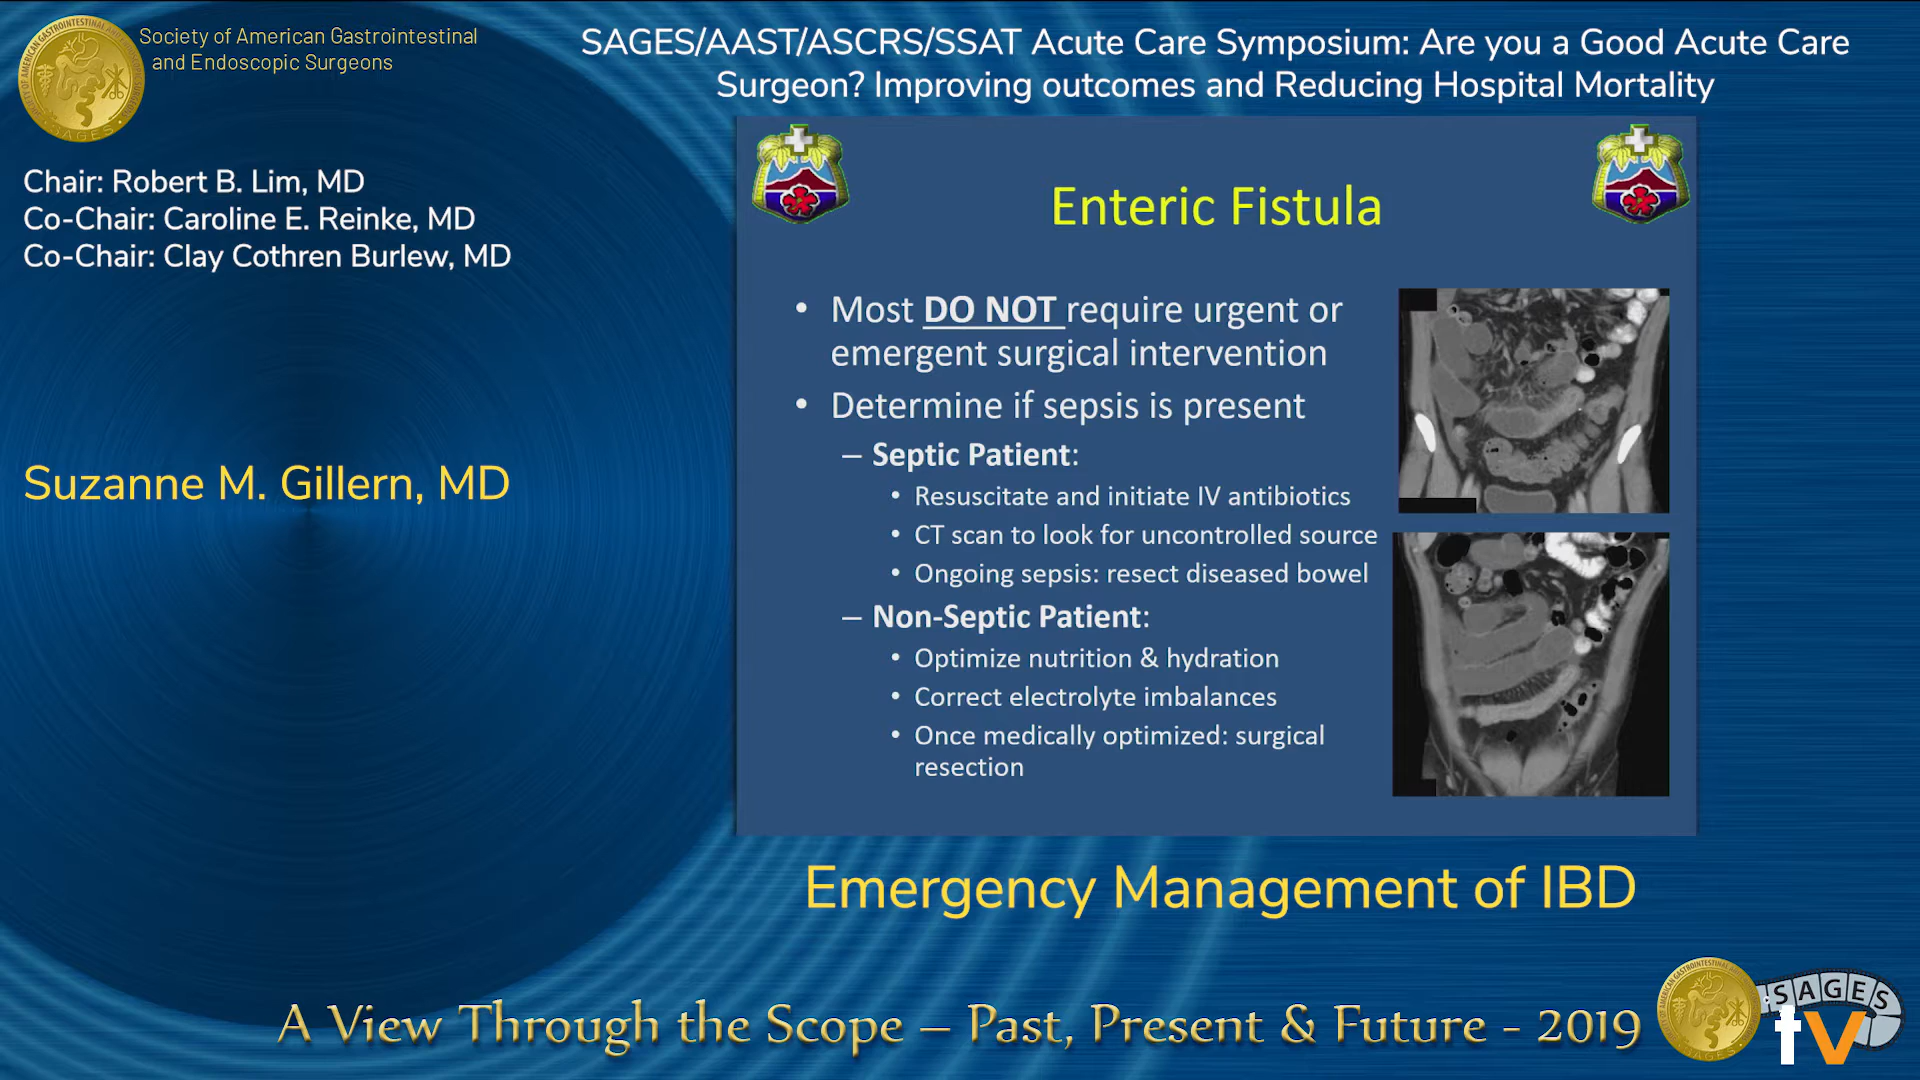 Society of American Gastrointestinal
and Endoscopic Surgeons
SAGES/AAST/ASCRS/SSAT Acute Care Symposium: Are you a Good Acute Care
Surgeon? Improving outcomes and Reducing Hospital Mortality
Chair: Robert B. Lim, MD
Co-Chair: Caroline E. Reinke, MD
Co-Chair: Clay Cothren Burlew, MD
Suzanne M. Gillern, MD
Enteric Fistula
• Most DO NOT require urgent or
emergent surgical intervention
• Determine if sepsis is present
– Septic Patient:
• Resuscitate and initiate IV antibiotics
• CT scan to look for uncontrolled source
• Ongoing sepsis: resect diseased bowel
– Non-Septic Patient:
• Optimize nutrition & hydration
• Correct electrolyte imbalances
• Once medically optimized: surgical
resection
Emergency Management of IBD
A View Through the Scope – Past, Present & Future - 2019
SAGES
tv